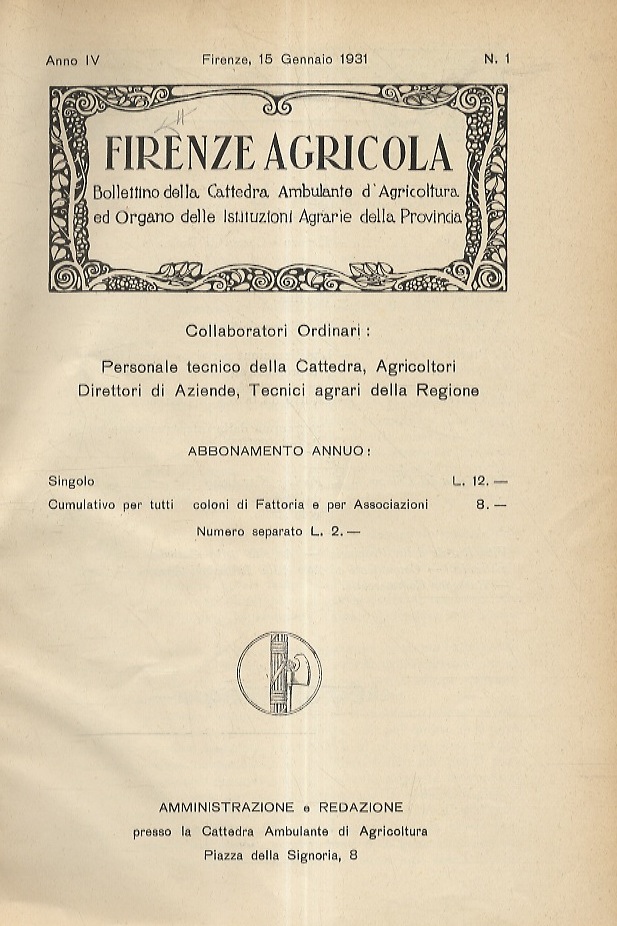 Anno IV Firenze, 15 Gennaio 1931 N. 1
FIRENZE AGRICOLA
Bollettino della Cattedra Ambulante d'Agricoltura
ed Organo delle Istituzioni Agrarie della Provincia
Collaboratori Ordinari :
Personale tecnico della Cattedra, Agricoltori
Direttori di Aziende, Tecnici agrari della Regione
ABBONAMENTO ANNUO :
Singolo L. 12. —
Cumulativo per tutti coloni di Fattoria e per Associazioni 8. —
Numero separato L. 2. —
AMMINISTRAZIONE e REDAZIONE
presso la Cattedra Ambulante di Agricoltura
Piazza della Signoria, 8